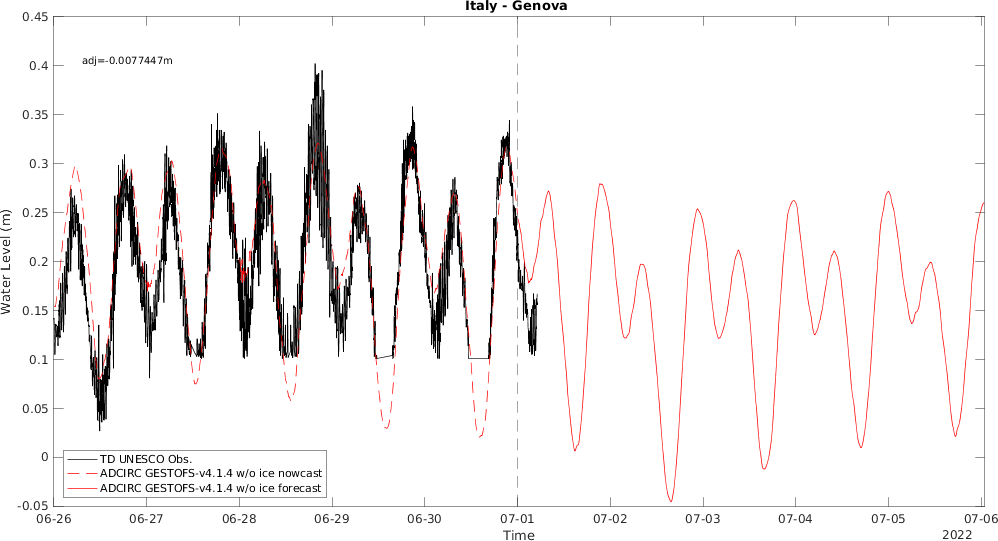 Italy - Genova
adj=-0.0077447m
Water Level (m)
0.45
0.4
0.35
0.3
0.25
0.2
0.15
0.1
0.05
0
-0.05
TD UNESCO Obs.
ADCIRC GESTOFS-v4.1.4 w/o ice nowcast
ADCIRC GESTOFS-v4.1.4 w/o ice forecast
06-26 06-27 06-28 06-29 06-30 07-01 07-02 07-03 07-04 07-05 07-06
Time
2022